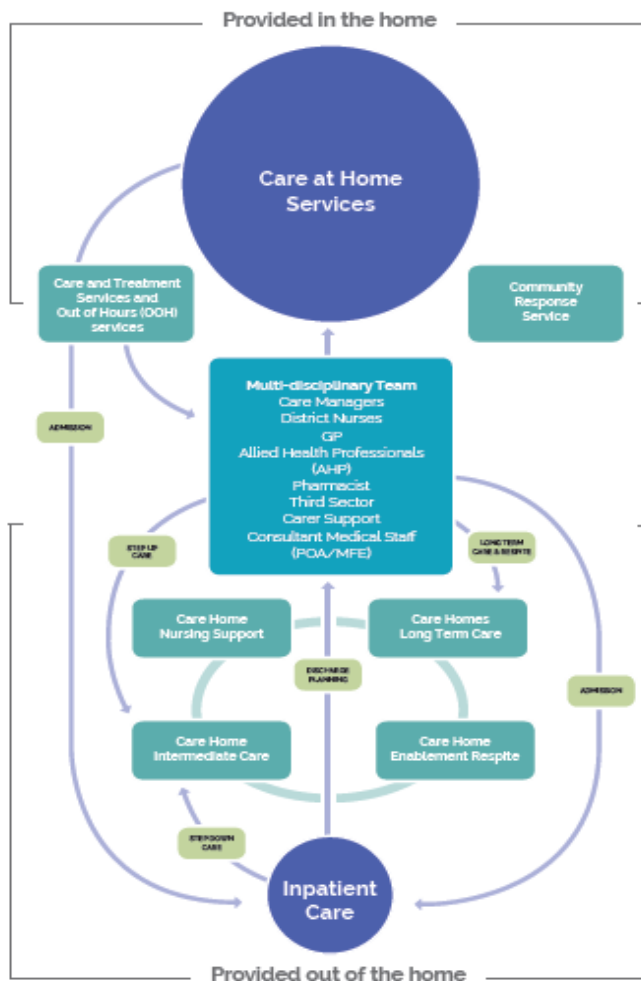 Provided in the home
Care at Home
Services
Care and Treatment
Services and
Out of Hours (OOH)
services
Community
Response
Service
Multi-disciplinary Team
Care Managers
District Nurses
GP
Allied Health Professionals
(AHP)
Pharmacist
Third Sector
Carer Support
Consultant Medical Staff
(POA/MFE)
ADMISSION
STEP UP
CARE
LONG TERM
CARE & RESPITE
Care Home
Nursing Support
Care Homes
Long Term Care
DISCHARGE
PLANNING
ADMISSION
Care Home
Intermediate Care
Care Home
Enablement Respite
STEP DOWN
CARE
Inpatient
Care
Provided out of the home